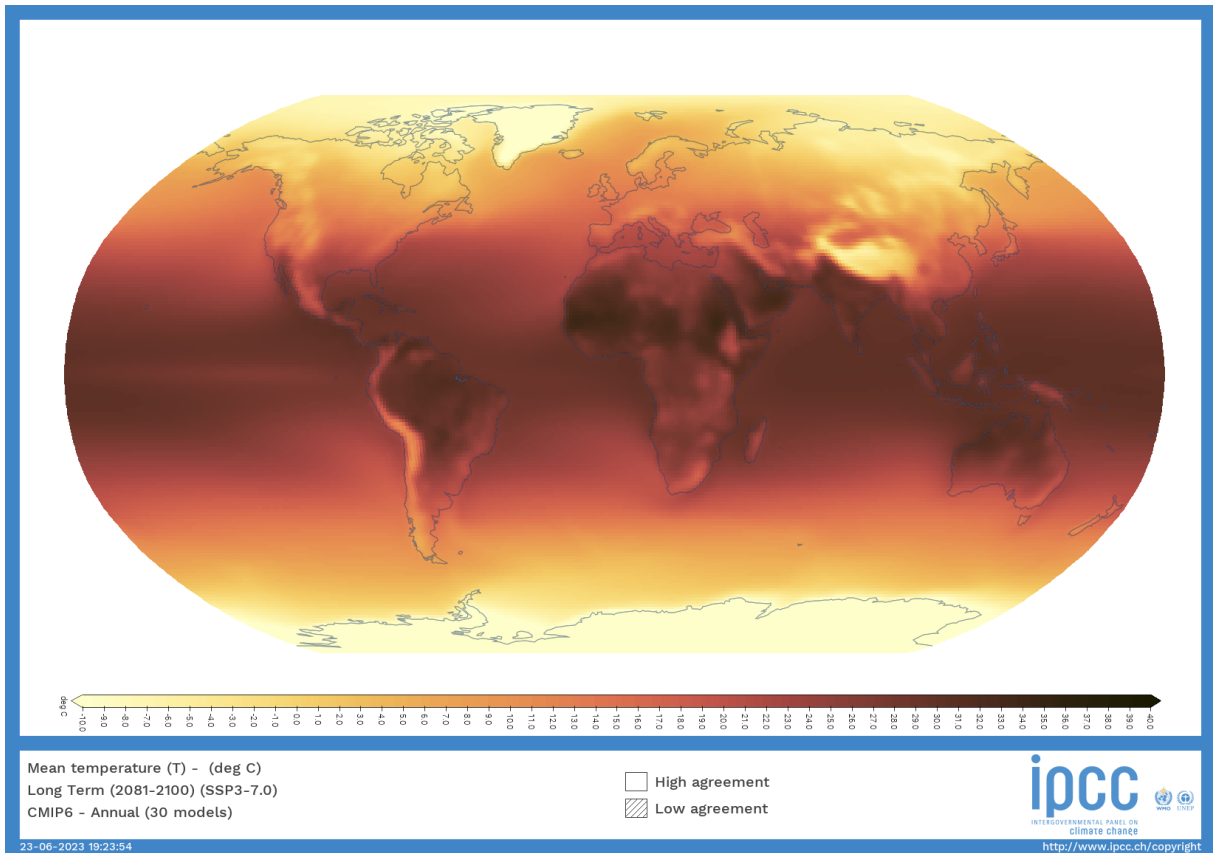 deg C
-10.0 -9.0 -8.0 -7.0 -6.0 -5.0 -4.0 -3.0 -2.0 -1.0 0.0 1.0 2.0 3.0 4.0 5.0 6.0 7.0 8.0 9.0 10.0 11.0 12.0 13.0 14.0 15.0 16.0 17.0 18.0 19.0 20.0 21.0 22.0 23.0 24.0 25.0 26.0 27.0 28.0 29.0 30.0 31.0 32.0 33.0 34.0 35.0 36.0 37.0 38.0 39.0 40.0
Mean temperature (T) -  (deg C)
Long Term (2081-2100) (SSP3-7.0)
CMIP6 - Annual (30 models)
High agreement
Low agreement
ipcc
INTERGOVERNMENTAL PANEL ON
climate change
WMO
UNEP
23-06-2023 19:23:54
http://www.ipcc.ch/copyright